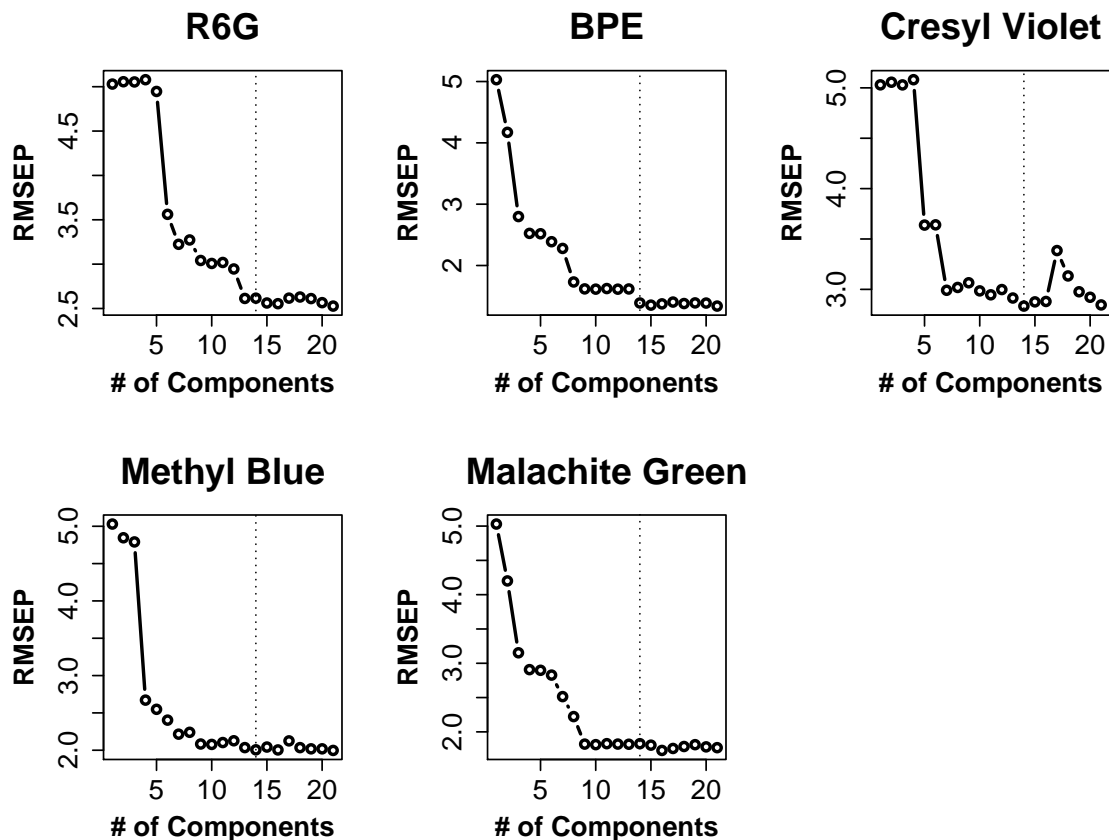 R6G
BPE
Cresyl Violet
RMSEP
2.5
3.5
4.5
5
10
15
20
# of Components
RMSEP
2
3
4
5
5
10
15
20
# of Components
RMSEP
3.0
4.0
5.0
5
10
15
20
# of Components
Methyl Blue
Malachite Green
RMSEP
2.0
3.0
4.0
5.0
5
10
15
20
# of Components
RMSEP
2.0
3.0
4.0
5.0
5
10
15
20
# of Components